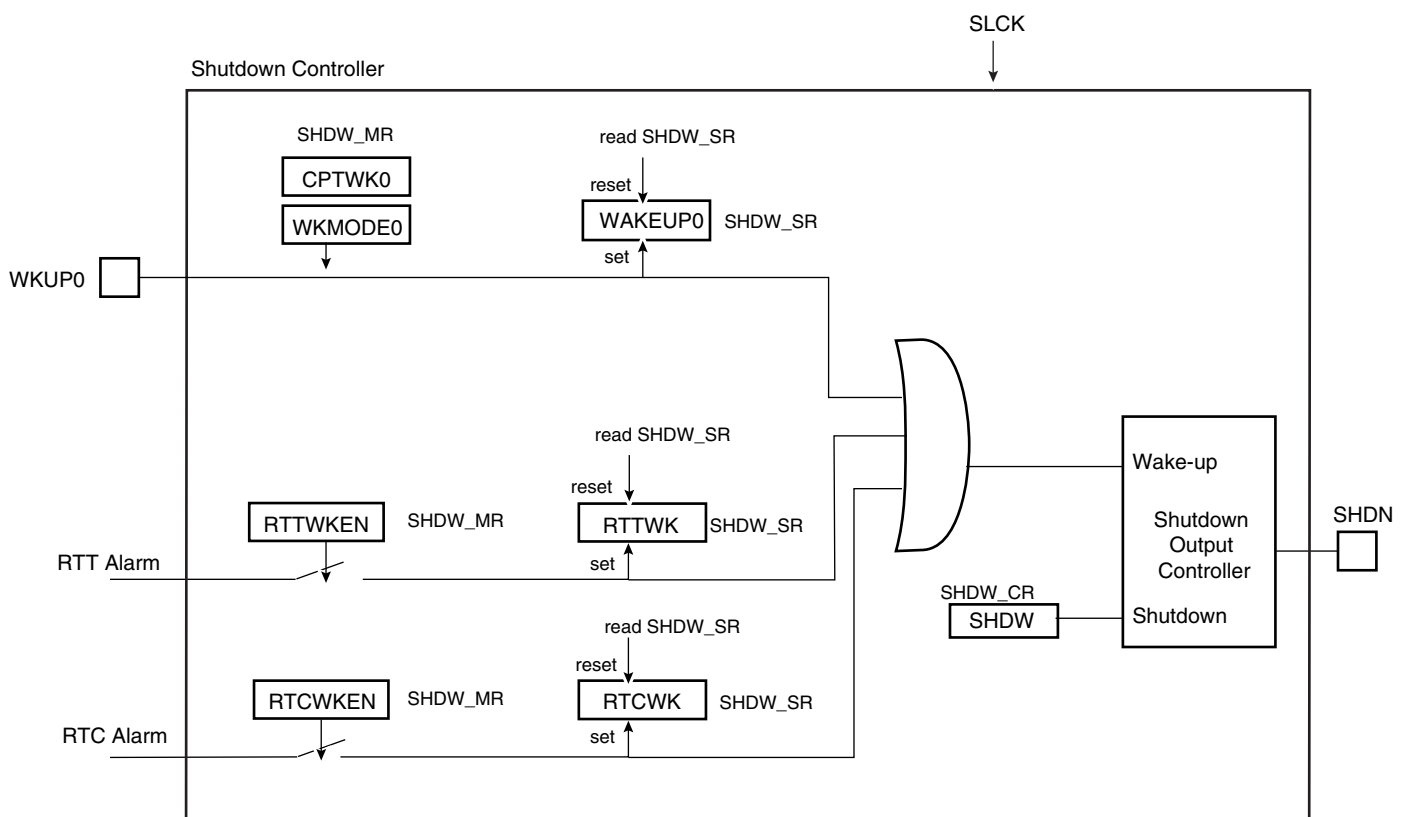 SLCK
Shutdown Controller
SHDW_MR
CPTWK0
WKMODE0
read SHDW_SR
reset
WAKEUP0
SHDW_SR
set
WKUP0
read SHDW_SR
reset
RTTWKEN
SHDW_MR
RTTWK
SHDW_SR
set
RTT Alarm
Wake-up
Shutdown
Output
Controller
SHDN
SHDW_CR
SHDW
Shutdown
read SHDW_SR
reset
RTCWKEN
SHDW_MR
RTCWK
SHDW_SR
set
RTC Alarm